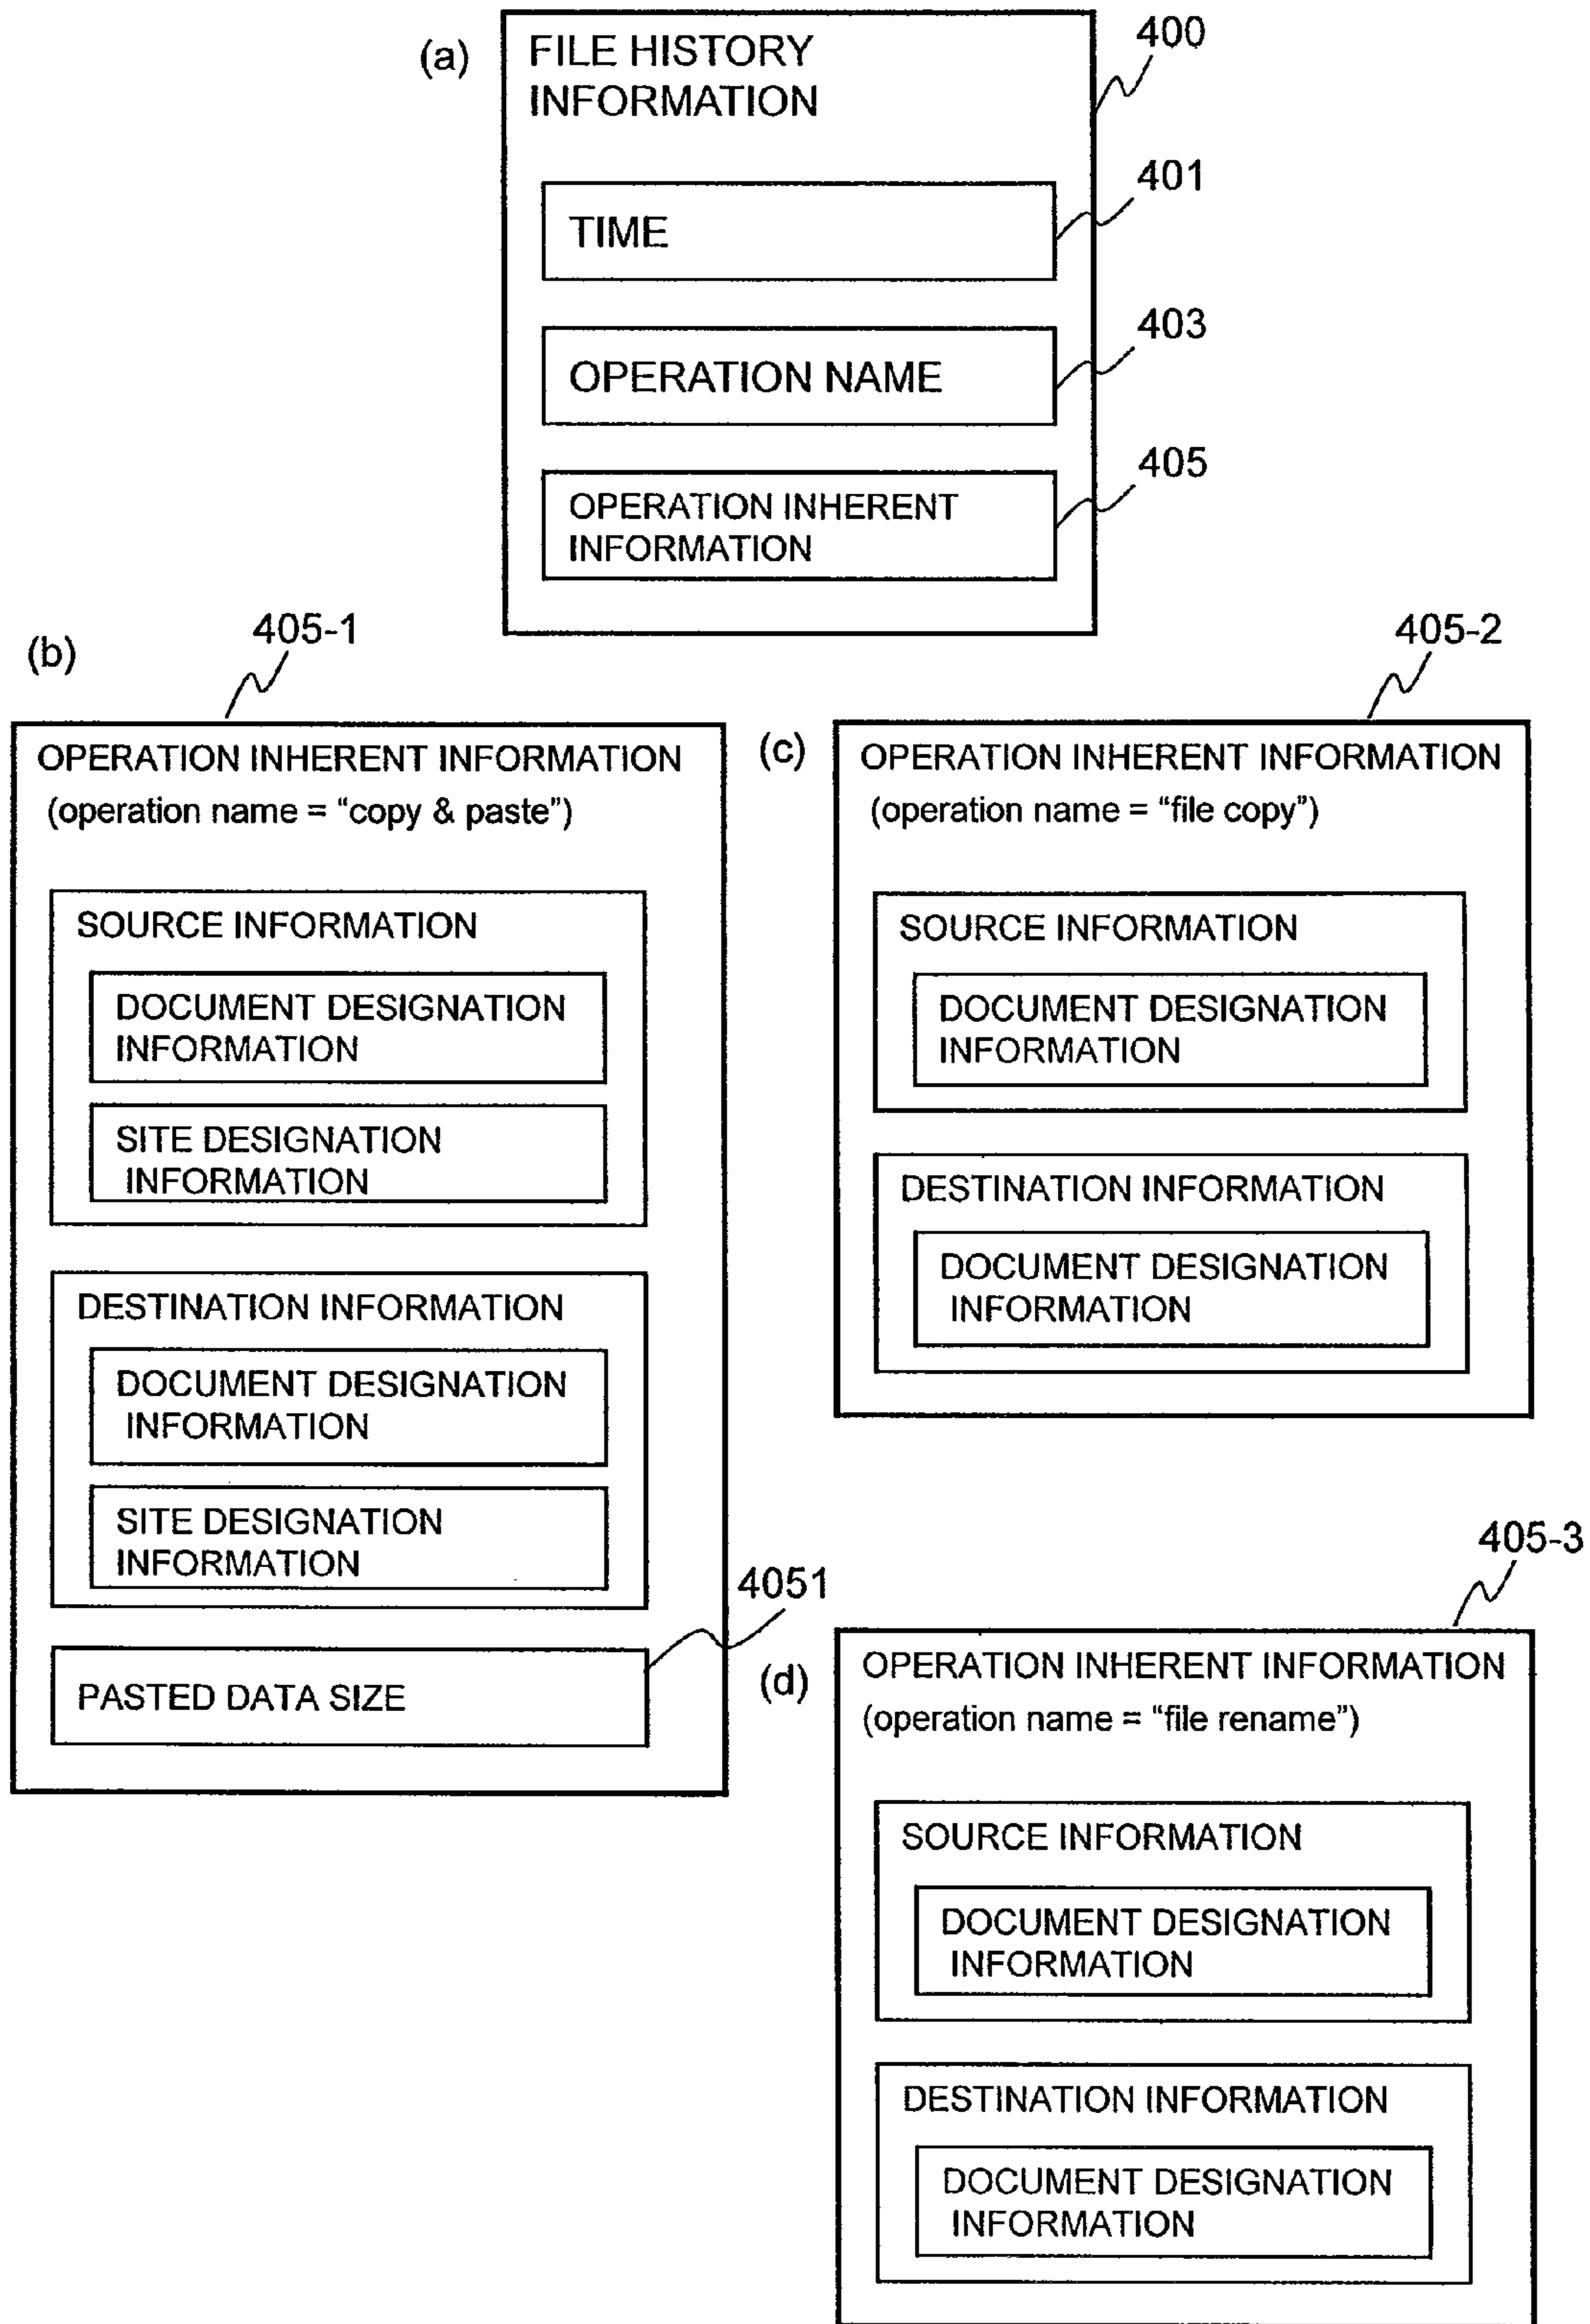 (a)
FILE HISTORY
INFORMATION
400
TIME
401
OPERATION NAME
403
OPERATION INHERENT
INFORMATION
405
(b)
405-1
OPERATION INHERENT INFORMATION
(operation name = “copy & paste”)
SOURCE INFORMATION
DOCUMENT DESIGNATION
INFORMATION
SITE DESIGNATION
INFORMATION
DESTINATION INFORMATION
DOCUMENT DESIGNATION
INFORMATION
SITE DESIGNATION
INFORMATION
PASTED DATA SIZE
4051
(c)
405-2
OPERATION INHERENT INFORMATION
(operation name = “file copy”)
SOURCE INFORMATION
DOCUMENT DESIGNATION
INFORMATION
DESTINATION INFORMATION
DOCUMENT DESIGNATION
INFORMATION
(d)
405-3
OPERATION INHERENT INFORMATION
(operation name = “file rename”)
SOURCE INFORMATION
DOCUMENT DESIGNATION
INFORMATION
DESTINATION INFORMATION
DOCUMENT DESIGNATION
INFORMATION